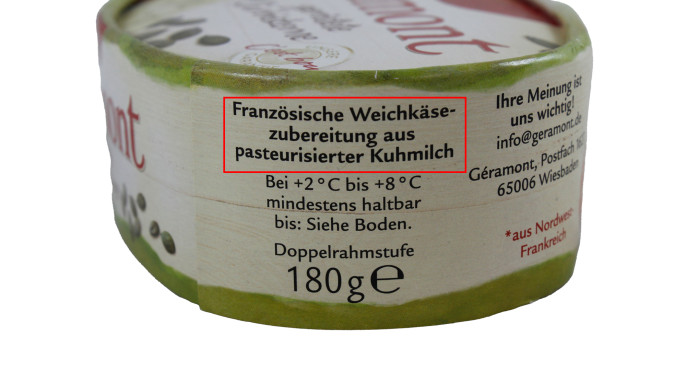 Französische Weichkäse-
zubereitung aus
pasteurisierter Kuhmilch
Bei +2°C bis +8°C
mindestens haltbar
bis: Siehe Boden.
Doppelrahmstufe
180g℮
Ihre Meinung ist
uns wichtig!
info@geramont.de
Géramont, Postfach
65006 Wiesbaden
*aus Nordwest-
Frankreich